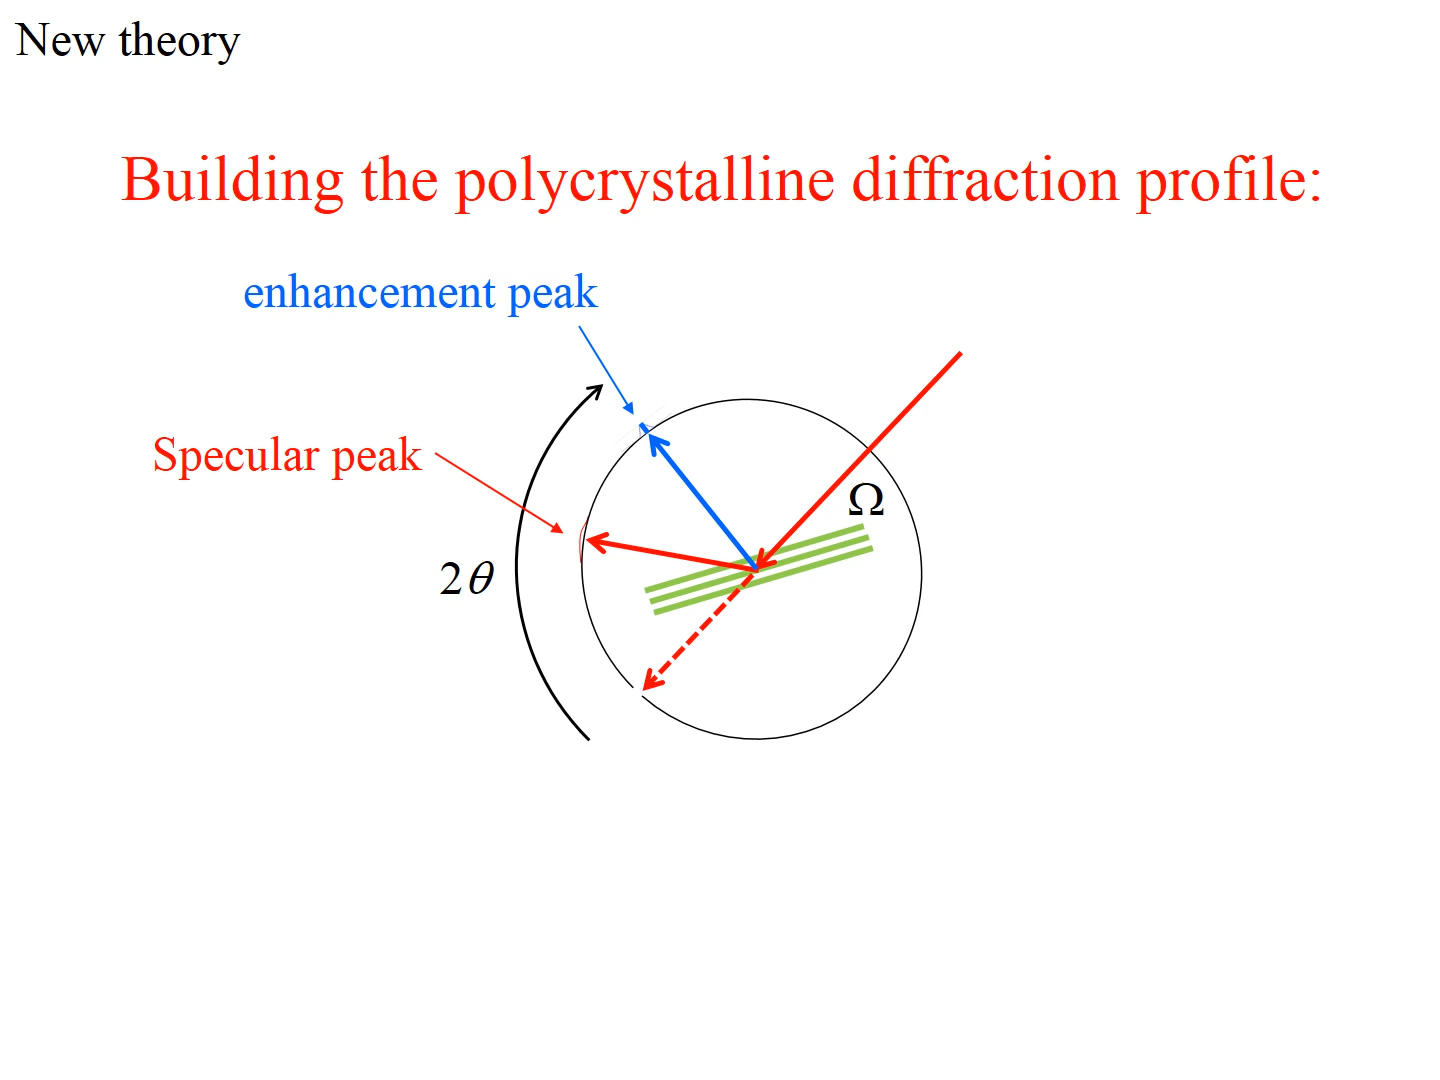 New theory
Building the polycrystalline diffraction profile:
enhancement peak
Specular peak
Ω
2θ